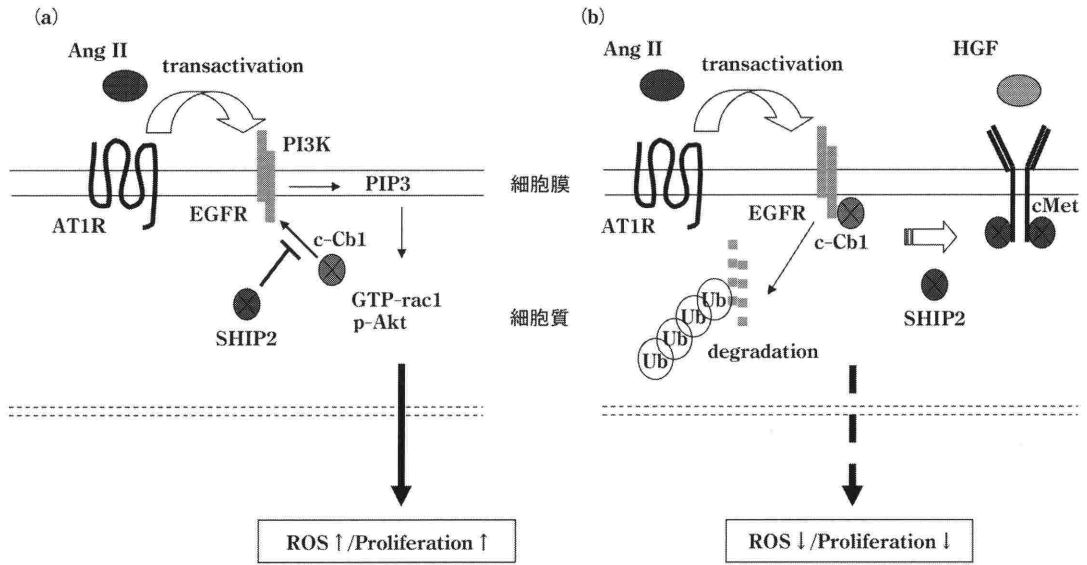 (a)
Ang II
transactivation
PI3K
PIP3
AT1R
EGFR
c-Cb1
SHIP2
GTP-rac1
p-Akt
ROS ↑/Proliferation ↑
細胞膜
細胞質
(b)
Ang II
transactivation
HGF
AT1R
EGFR
c-Cb1
cMet
SHIP2
Ub
Ub
Ub
Ub
degradation
ROS ↓/Proliferation ↓